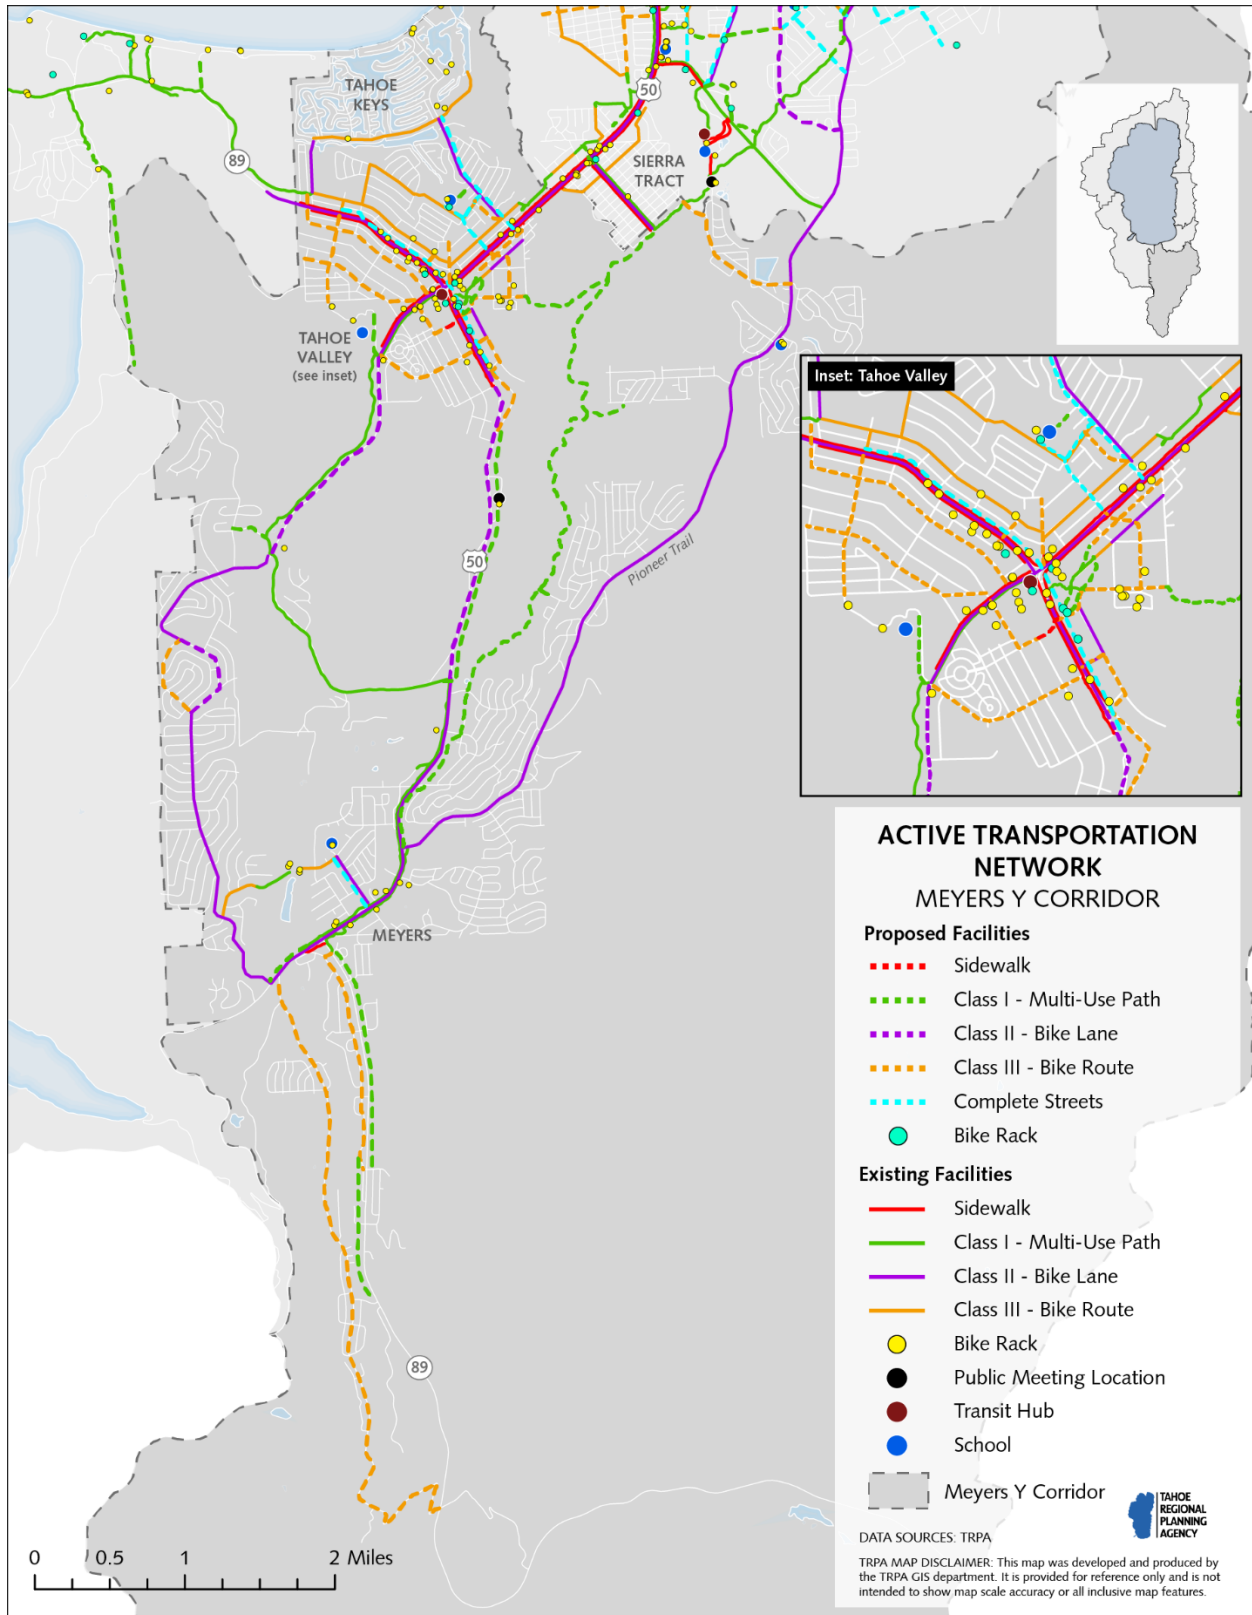 TAHOE
KEYS
50
89
SIERRA
TRACT
TAHOE
VALLEY
(see inset)
Inset: Tahoe Valley
50
Pioneer Trail
MEYERS
89
ACTIVE TRANSPORTATION
NETWORK
MEYERS Y CORRIDOR
Proposed Facilities
Sidewalk
Class I - Multi-Use Path
Class II - Bike Lane
Class III - Bike Route
Complete Streets
Bike Rack
Existing Facilities
Sidewalk
Class I - Multi-Use Path
Class II - Bike Lane
Class III - Bike Route
Bike Rack
Public Meeting Location
Transit Hub
School
Meyers Y Corridor
TAHOE
REGIONAL
PLANNING
AGENCY
DATA SOURCES: TRPA
TRPA MAP DISCLAIMER: This map was developed and produced by
the TRPA GIS department. It is provided for reference only and is not
intended to show map scale accuracy or all inclusive map features.
0 0.5 1 2 Miles